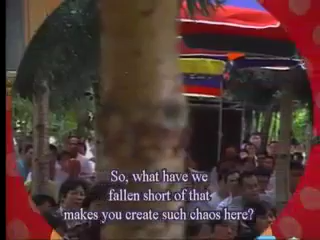 So, what have we
fallen short of that
makes you create such chaos here?